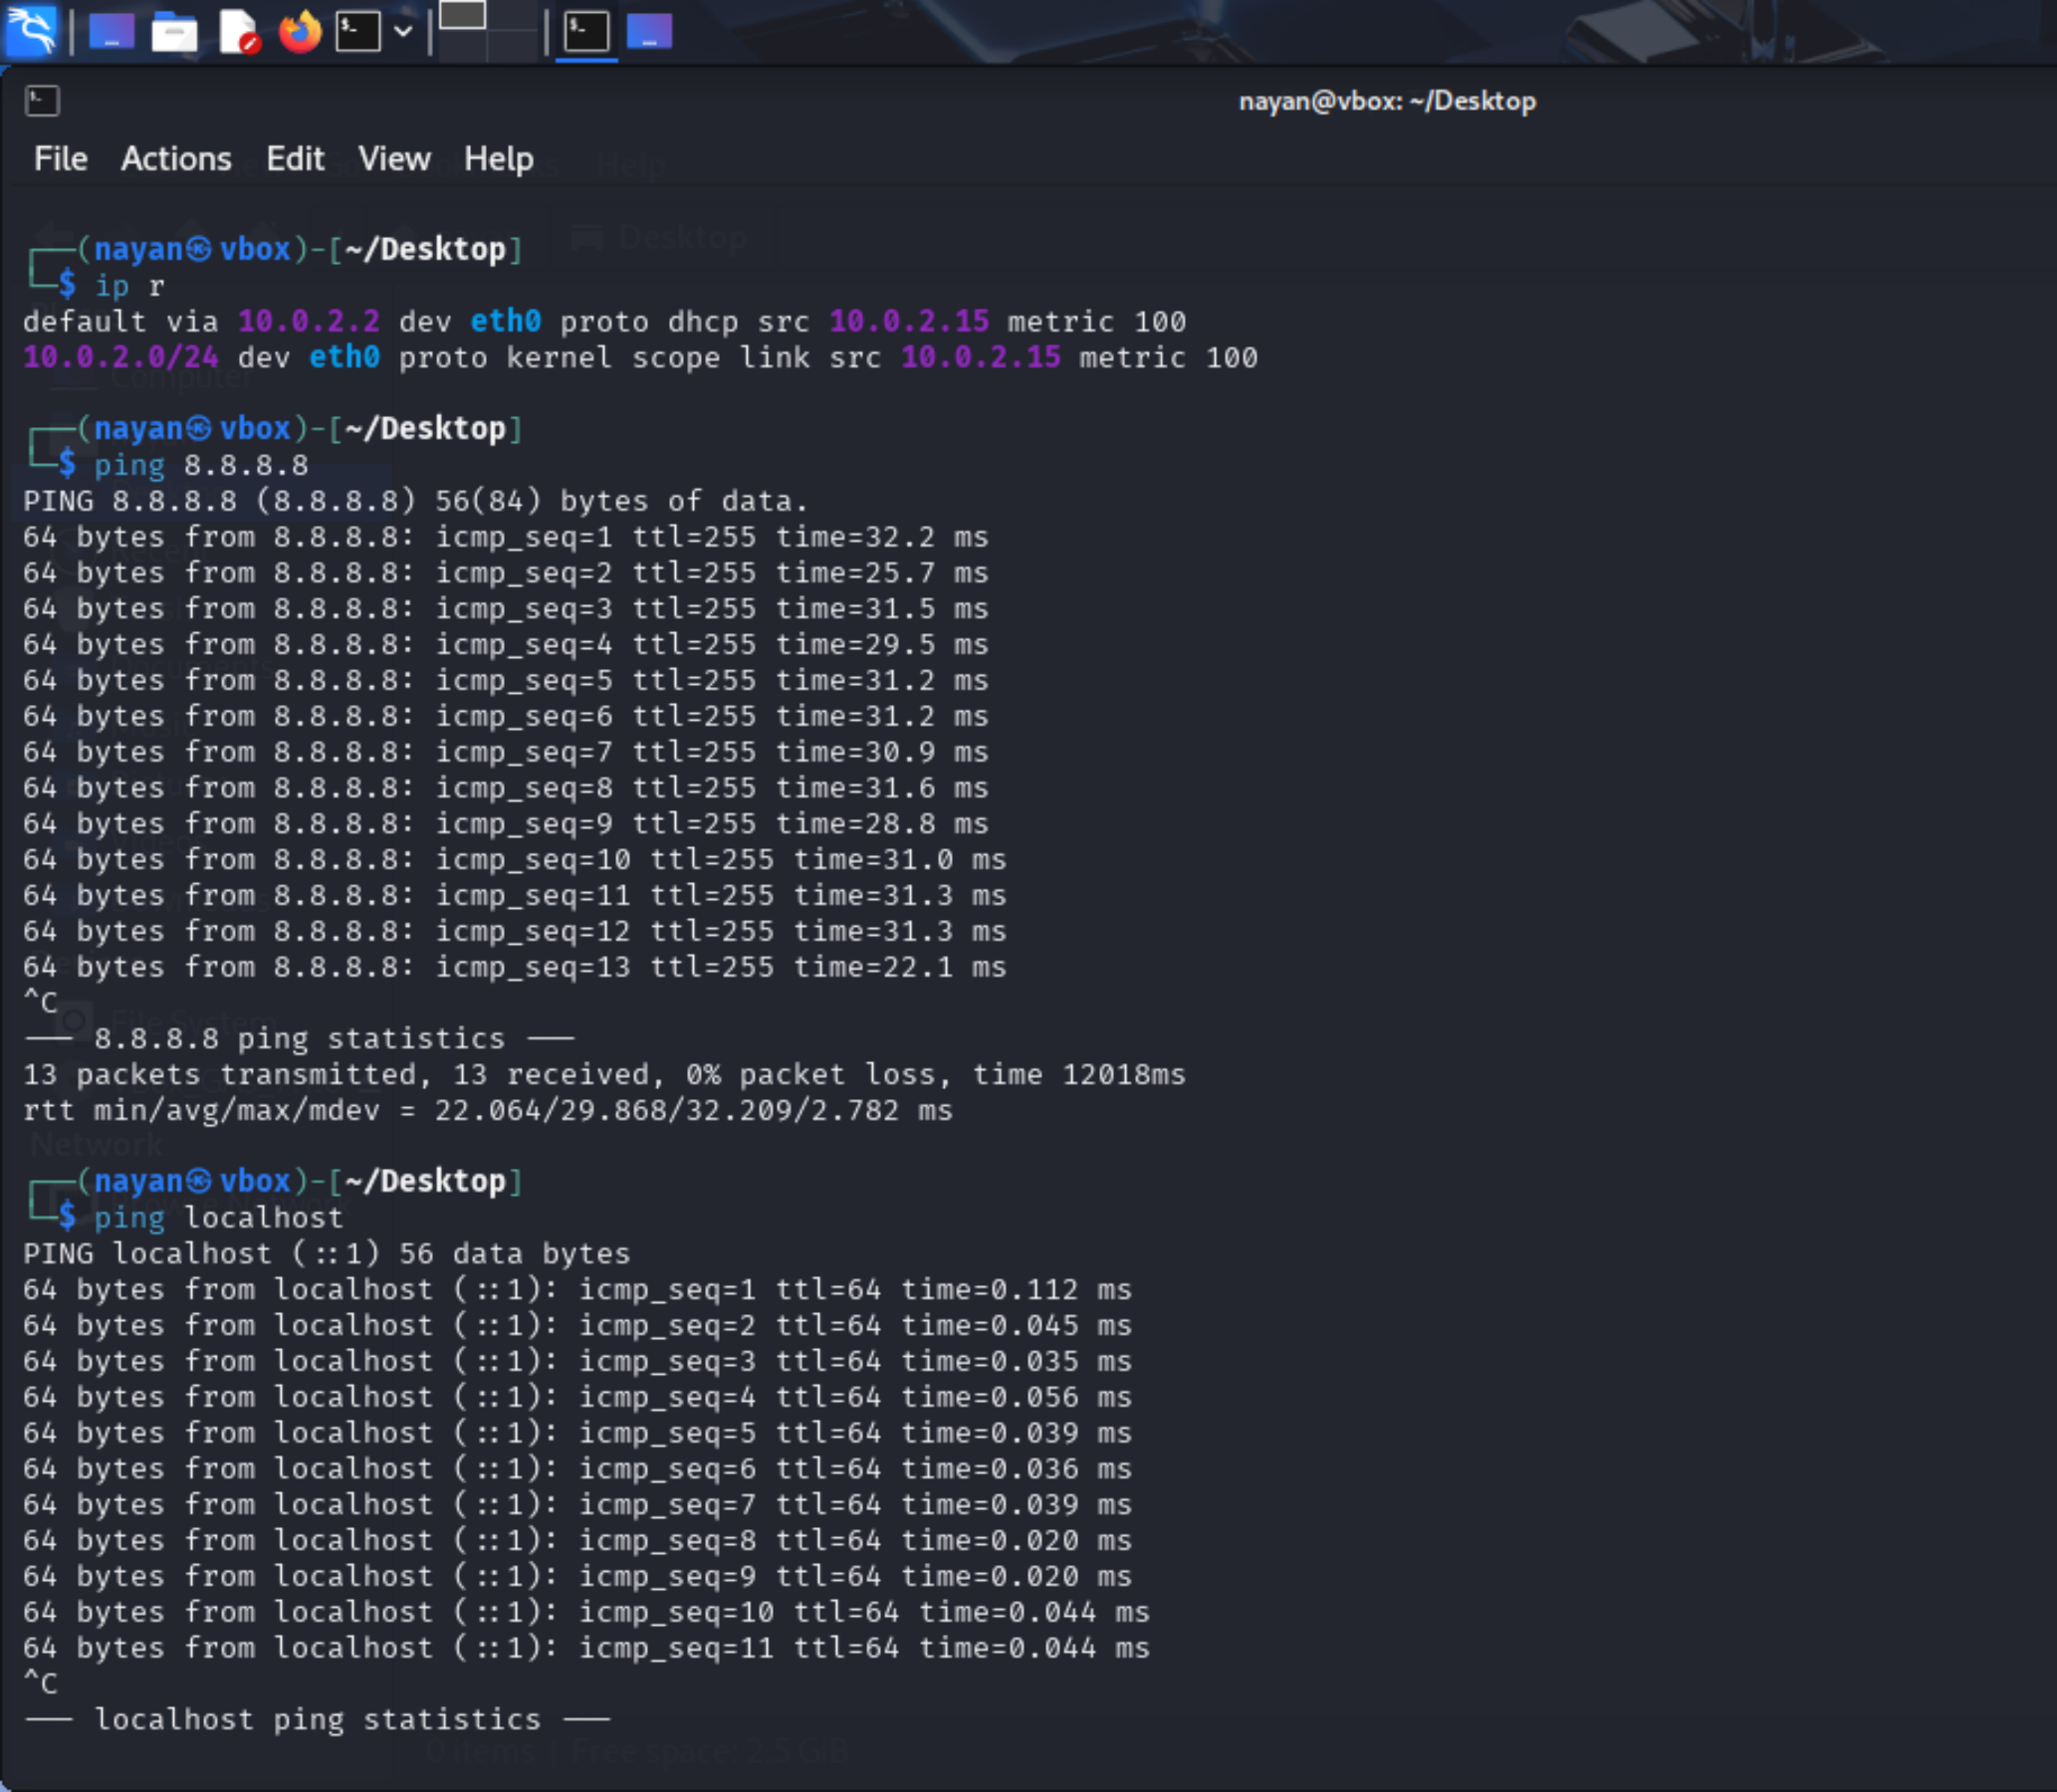 nayan@vbox: ~/Desktop
File Actions Edit View Help
Help
Desktop
┌──(nayan㉿vbox)-[~/Desktop]
└─$ ip r
default via 10.0.2.2 dev eth0 proto dhcp src 10.0.2.15 metric 100
10.0.2.0/24 dev eth0 proto kernel scope link src 10.0.2.15 metric 100
Computer
┌──(nayan㉿vbox)-[~/Desktop]
└─$ ping 8.8.8.8
PING 8.8.8.8 (8.8.8.8) 56(84) bytes of data.
64 bytes from 8.8.8.8: icmp_seq=1 ttl=255 time=32.2 ms
64 bytes from 8.8.8.8: icmp_seq=2 ttl=255 time=25.7 ms
64 bytes from 8.8.8.8: icmp_seq=3 ttl=255 time=31.5 ms
64 bytes from 8.8.8.8: icmp_seq=4 ttl=255 time=29.5 ms
Documents
64 bytes from 8.8.8.8: icmp_seq=5 ttl=255 time=31.2 ms
64 bytes from 8.8.8.8: icmp_seq=6 ttl=255 time=31.2 ms
64 bytes from 8.8.8.8: icmp_seq=7 ttl=255 time=30.9 ms
64 bytes from 8.8.8.8: icmp_seq=8 ttl=255 time=31.6 ms
64 bytes from 8.8.8.8: icmp_seq=9 ttl=255 time=28.8 ms
64 bytes from 8.8.8.8: icmp_seq=10 ttl=255 time=31.0 ms
64 bytes from 8.8.8.8: icmp_seq=11 ttl=255 time=31.3 ms
64 bytes from 8.8.8.8: icmp_seq=12 ttl=255 time=31.3 ms
64 bytes from 8.8.8.8: icmp_seq=13 ttl=255 time=22.1 ms
^C
File System
── 8.8.8.8 ping statistics ──
13 packets transmitted, 13 received, 0% packet loss, time 12018ms
rtt min/avg/max/mdev = 22.064/29.868/32.209/2.782 ms
Network
┌──(nayan㉿vbox)-[~/Desktop]
└─$ ping localhost
PING localhost (::1) 56 data bytes
64 bytes from localhost (::1): icmp_seq=1 ttl=64 time=0.112 ms
64 bytes from localhost (::1): icmp_seq=2 ttl=64 time=0.045 ms
64 bytes from localhost (::1): icmp_seq=3 ttl=64 time=0.035 ms
64 bytes from localhost (::1): icmp_seq=4 ttl=64 time=0.056 ms
64 bytes from localhost (::1): icmp_seq=5 ttl=64 time=0.039 ms
64 bytes from localhost (::1): icmp_seq=6 ttl=64 time=0.036 ms
64 bytes from localhost (::1): icmp_seq=7 ttl=64 time=0.039 ms
64 bytes from localhost (::1): icmp_seq=8 ttl=64 time=0.020 ms
64 bytes from localhost (::1): icmp_seq=9 ttl=64 time=0.020 ms
64 bytes from localhost (::1): icmp_seq=10 ttl=64 time=0.044 ms
64 bytes from localhost (::1): icmp_seq=11 ttl=64 time=0.044 ms
^C
── localhost ping statistics ──
0 items | Free space: 2.5 GiB